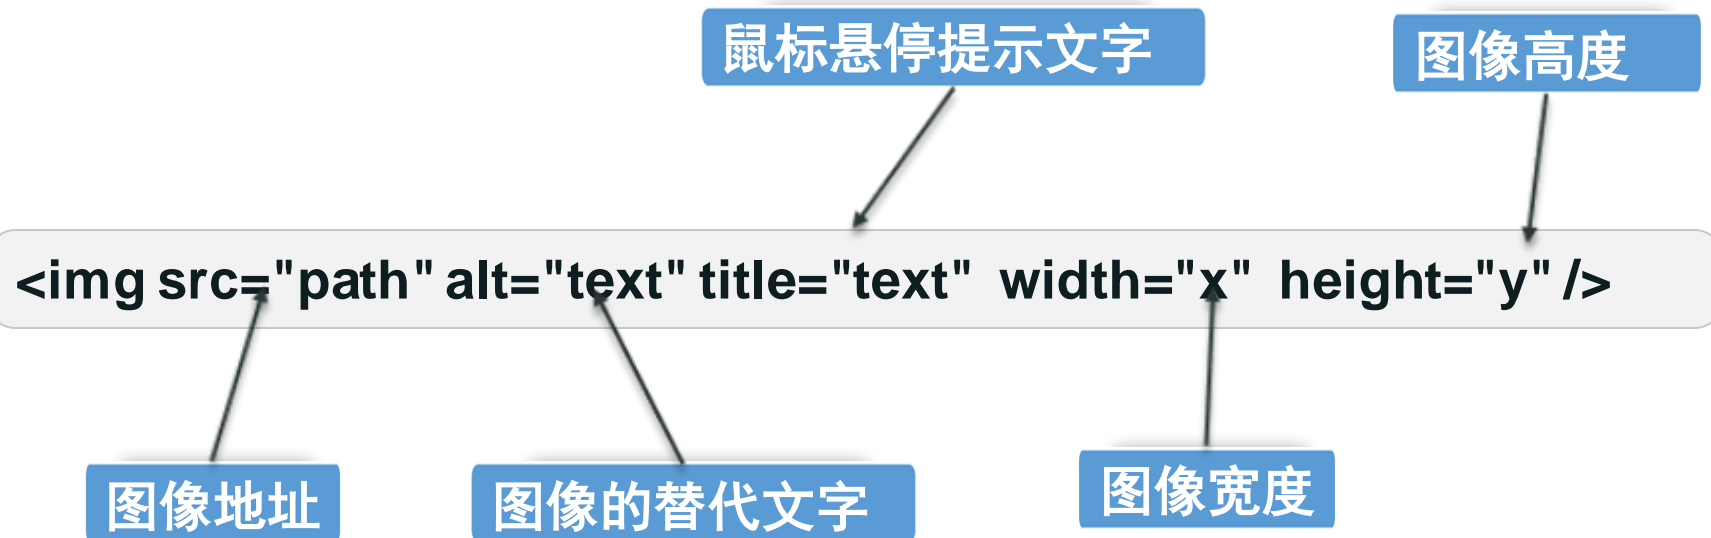 鼠标悬停提示文字
图像高度
<img src="path" alt="text" title="text" width="x" height="y" />
图像地址
图像的替代文字
图像宽度